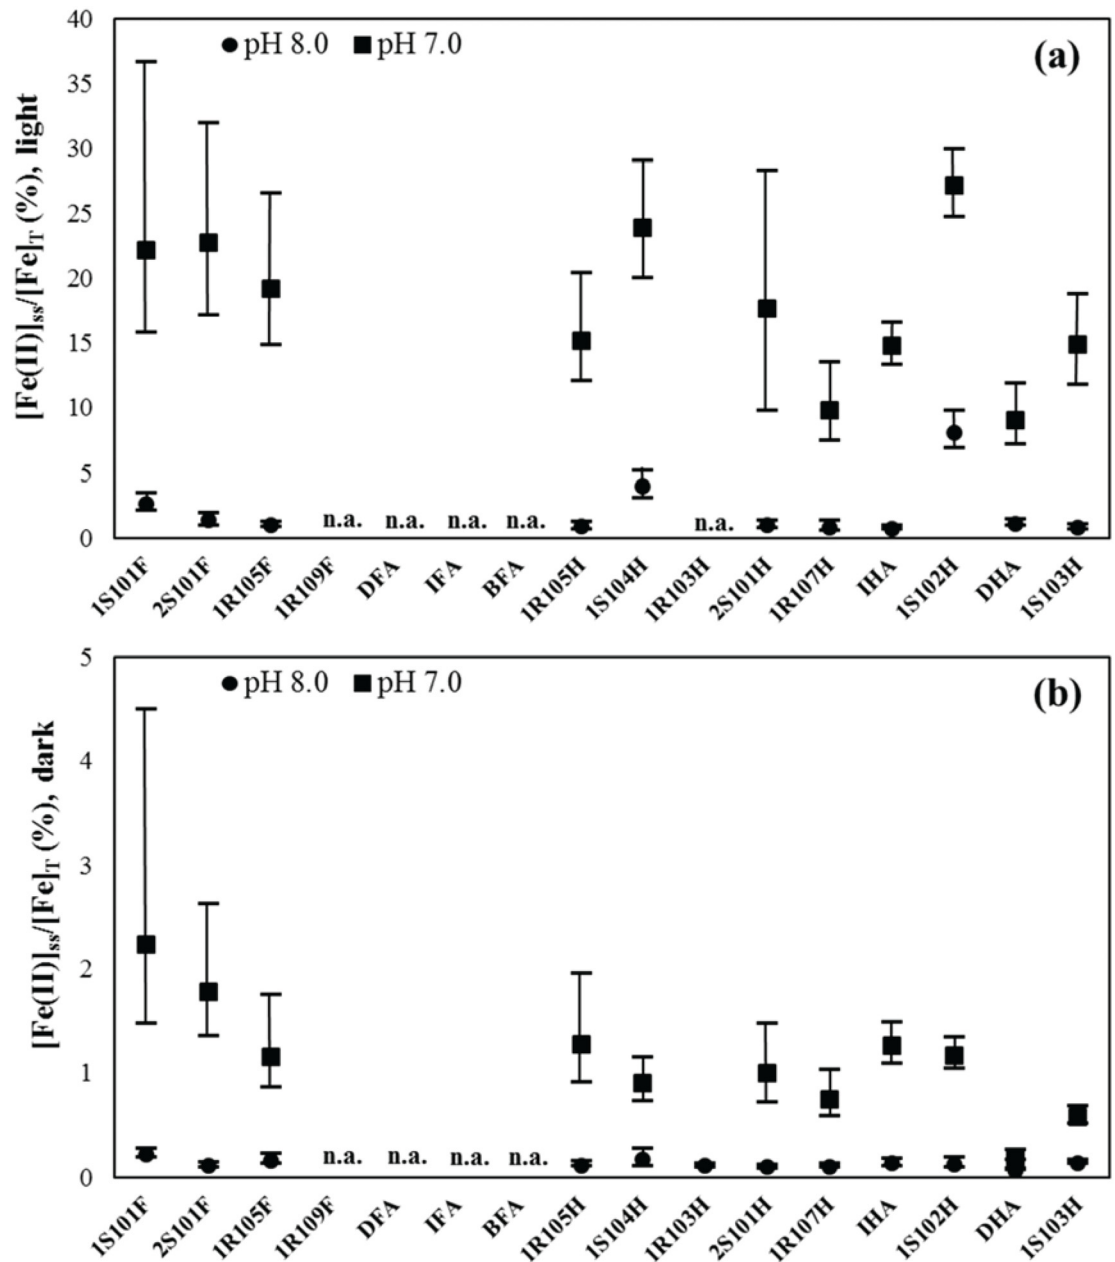 ● pH 8.0 ■ pH 7.0
(a)
[Fe(II)]ss/[Fe]T (%), light
40
35
30
25
20
15
10
5
0
n.a. n.a. n.a. n.a. n.a.
1S101F 2S101F 1R105F 1R109F DFA IFA BFA 1R105H 1S104H 1R103H 2S101H 1R107H IHA 1S102H DHA 1S103H
● pH 8.0 ■ pH 7.0
(b)
[Fe(II)]ss/[Fe]T (%), dark
5
4
3
2
1
0
n.a. n.a. n.a. n.a.
1S101F 2S101F 1R105F 1R109F DFA IFA BFA 1R105H 1S104H 1R103H 2S101H 1R107H IHA 1S102H DHA 1S103H